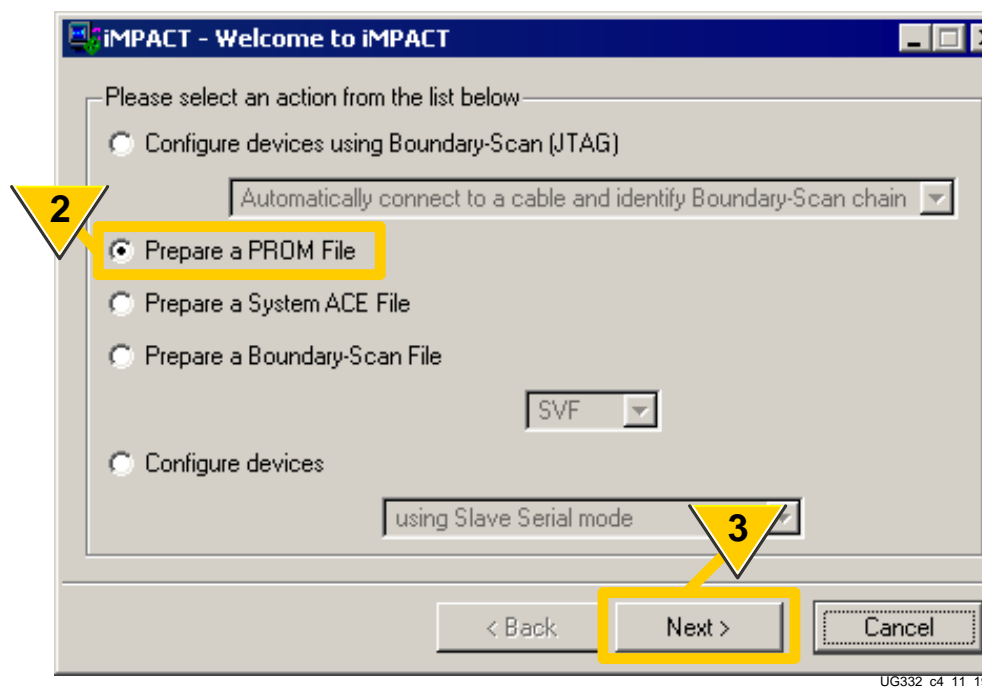 iMPACT - Welcome to iMPACT
Please select an action from the list below
Configure devices using Boundary-Scan (JTAG)
Automatically connect to a cable and identify Boundary-Scan chain
2
Prepare a PROM File
Prepare a System ACE File
Prepare a Boundary-Scan File
SVF
Configure devices
using Slave Serial mode
3
< Back
Next >
Cancel
UG332_c4_11